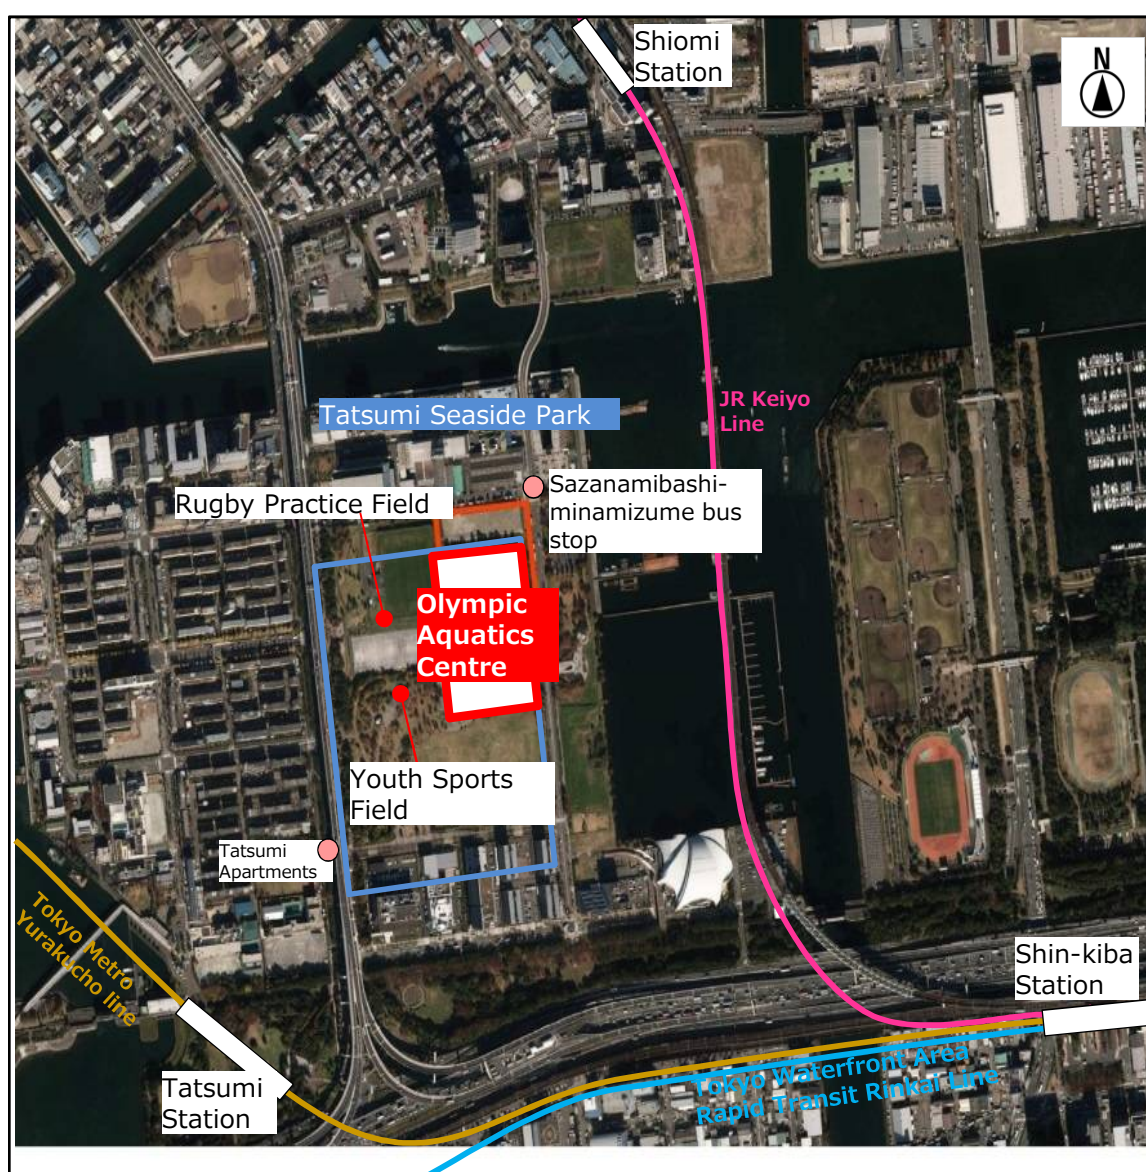 Shiomi
Station
N
Tatsumi Seaside Park
JR Keiyo
Line
Rugby Practice Field
Sazanamibashi-
minamizume bus
stop
Olympic
Aquatics
Centre
Youth Sports
Field
Tatsumi
Apartments
Tokyo Metro
Yurakucho line
Shin-kiba
Station
Tatsumi
Station
Tokyo Waterfront Area
Rapid Transit Rinkai Line